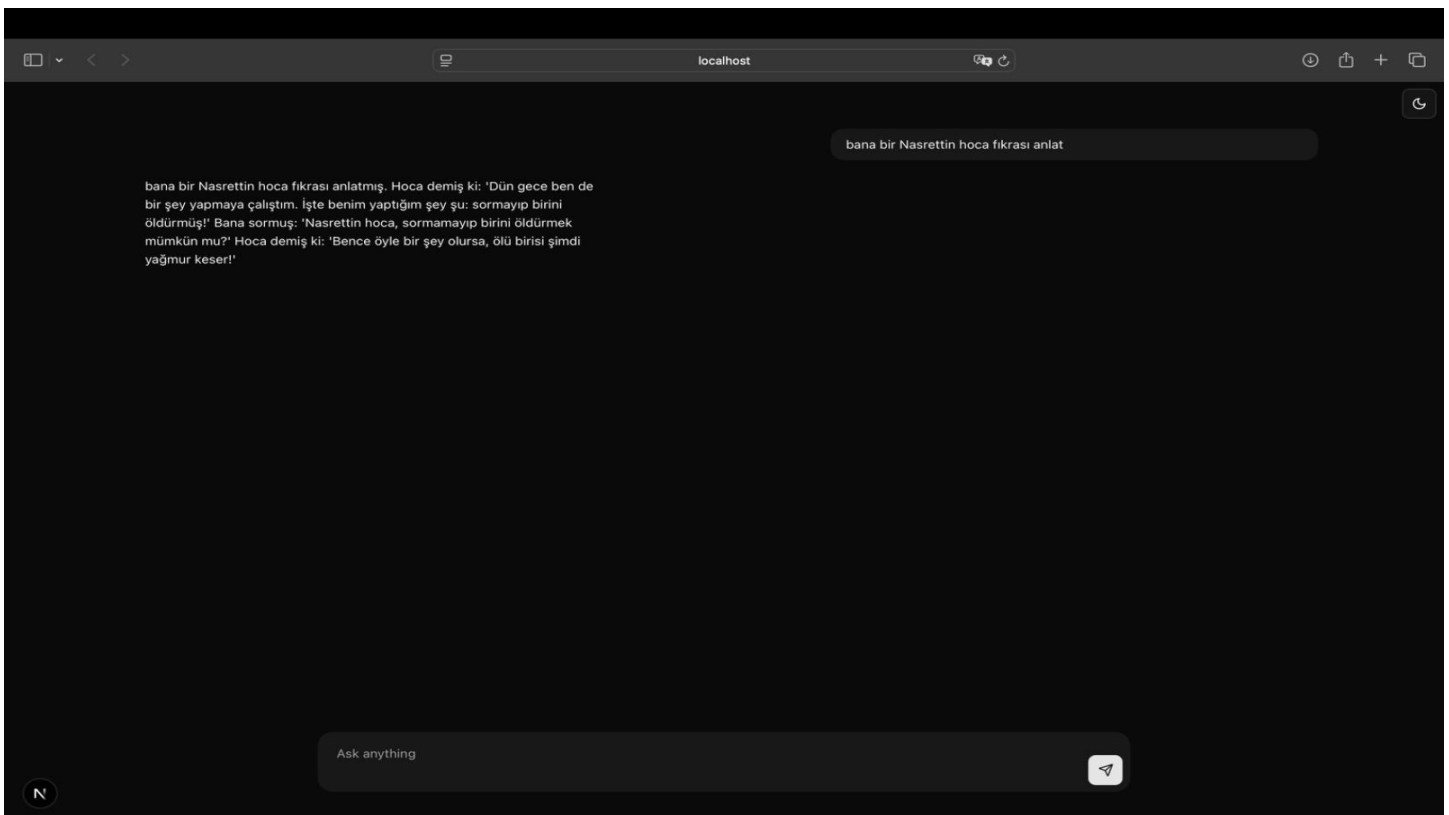 localhost
bana bir Nasrettin hoca fıkrası anlat
bana bir Nasrettin hoca fıkrası anlatmış. Hoca demiş ki: 'Dün gece ben de
bir şey yapmaya çalıştım. İşte benim yaptığım şey şu: sormayıp birini
öldürmüş!' Bana sormuş: 'Nasrettin hoca, sormamayıp birini öldürmek
mümkün mu?' Hoca demiş ki: 'Bence öyle bir şey olursa, ölü birisi şimdi
yağmur keser!'
Ask anything
N